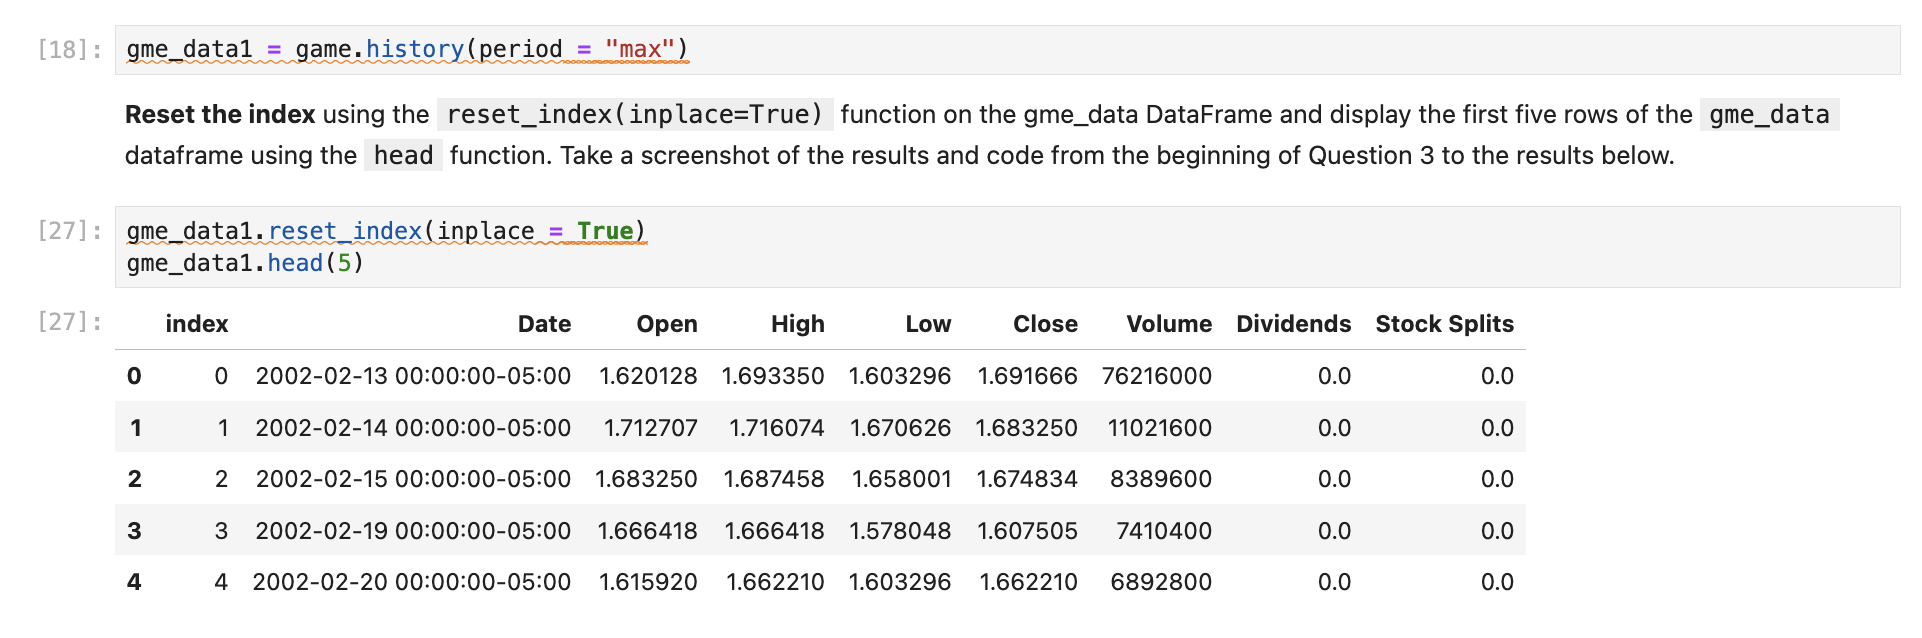 [18]: gme_data1 = game.history(period = "max")
Reset the index using the reset_index(inplace=True) function on the gme_data DataFrame and display the first five rows of the gme_data
dataframe using the head function. Take a screenshot of the results and code from the beginning of Question 3 to the results below.
[27]: gme_data1.reset_index(inplace = True)
gme_data1.head(5)
[27]: index Date Open High Low Close Volume Dividends Stock Splits
0 0 2002-02-13 00:00:00-05:00 1.620128 1.693350 1.603296 1.691666 76216000 0.0 0.0
1 1 2002-02-14 00:00:00-05:00 1.712707 1.716074 1.670626 1.683250 11021600 0.0 0.0
2 2 2002-02-15 00:00:00-05:00 1.683250 1.687458 1.658001 1.674834 8389600 0.0 0.0
3 3 2002-02-19 00:00:00-05:00 1.666418 1.666418 1.578048 1.607505 7410400 0.0 0.0
4 4 2002-02-20 00:00:00-05:00 1.615920 1.662210 1.603296 1.662210 6892800 0.0 0.0